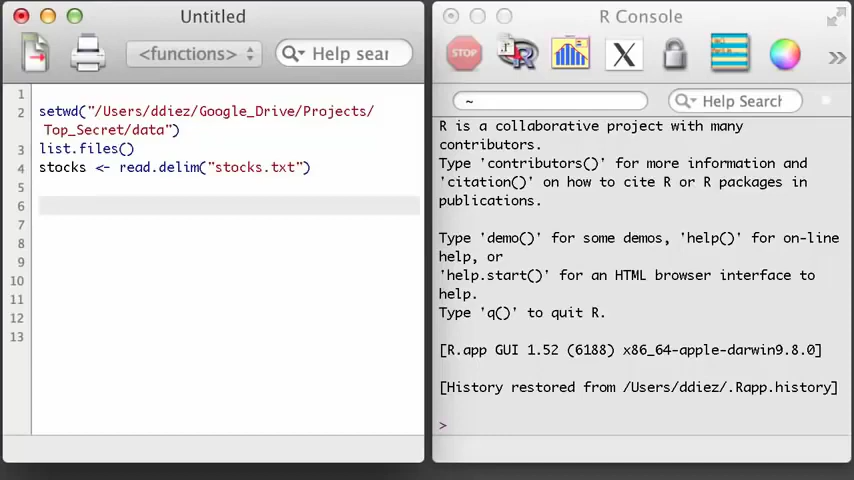 Untitled
<functions>
Help sear
1
2 setwd("/Users/ddiez/Google_Drive/Projects/
Top_Secret/data")
3 list.files()
4 stocks <- read.delim("stocks.txt")
5
6
7
8
9
10
11
12
13
R Console
STOP
R
X
~
Help Search
R is a collaborative project with many
contributors.
Type 'contributors()' for more information and
'citation()' on how to cite R or R packages in
publications.
Type 'demo()' for some demos, 'help()' for on-line
help, or
'help.start()' for an HTML browser interface to
help.
Type 'q()' to quit R.
[R.app GUI 1.52 (6188) x86_64-apple-darwin9.8.0]
[History restored from /Users/ddiez/.Rapp.history]
>